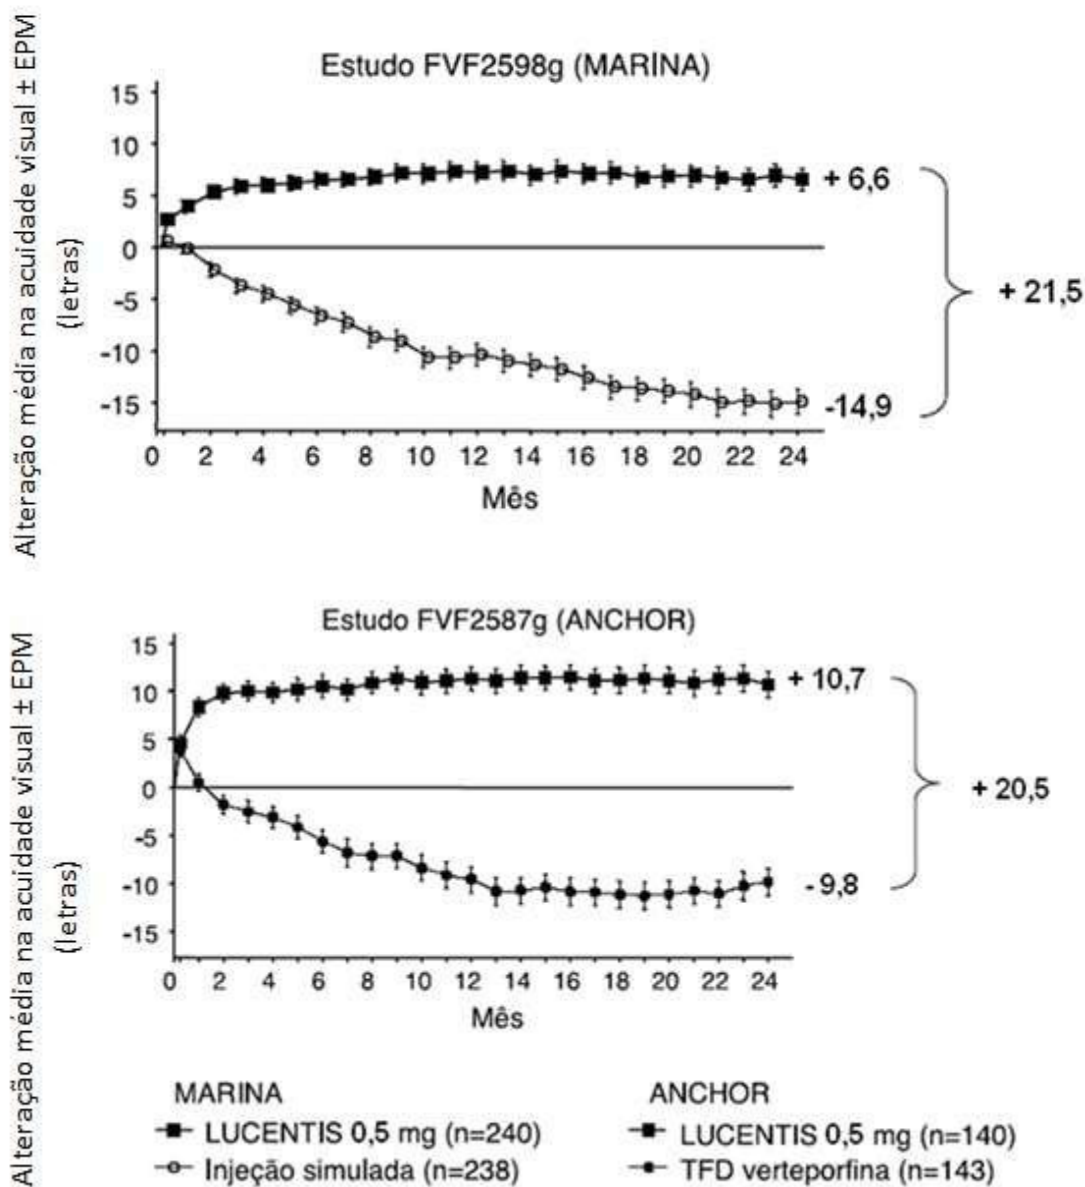 Estudo FVF2598g (MARINA)
Alteração média na acuidade visual ± EPM
(letras)
15
10
5
0
-5
-10
-15
+ 6,6
-14,9
+ 21,5
0 2 4 6 8 10 12 14 16 18 20 22 24
Mês
Estudo FVF2587g (ANCHOR)
Alteração média na acuidade visual ± EPM
(letras)
15
10
5
0
-5
-10
-15
+ 10,7
- 9,8
+ 20,5
0 2 4 6 8 10 12 14 16 18 20 22 24
Mês
MARINA
LUCENTIS 0,5 mg (n=240)
Injeção simulada (n=238)
ANCHOR
LUCENTIS 0,5 mg (n=140)
TFD verteporfina (n=143)